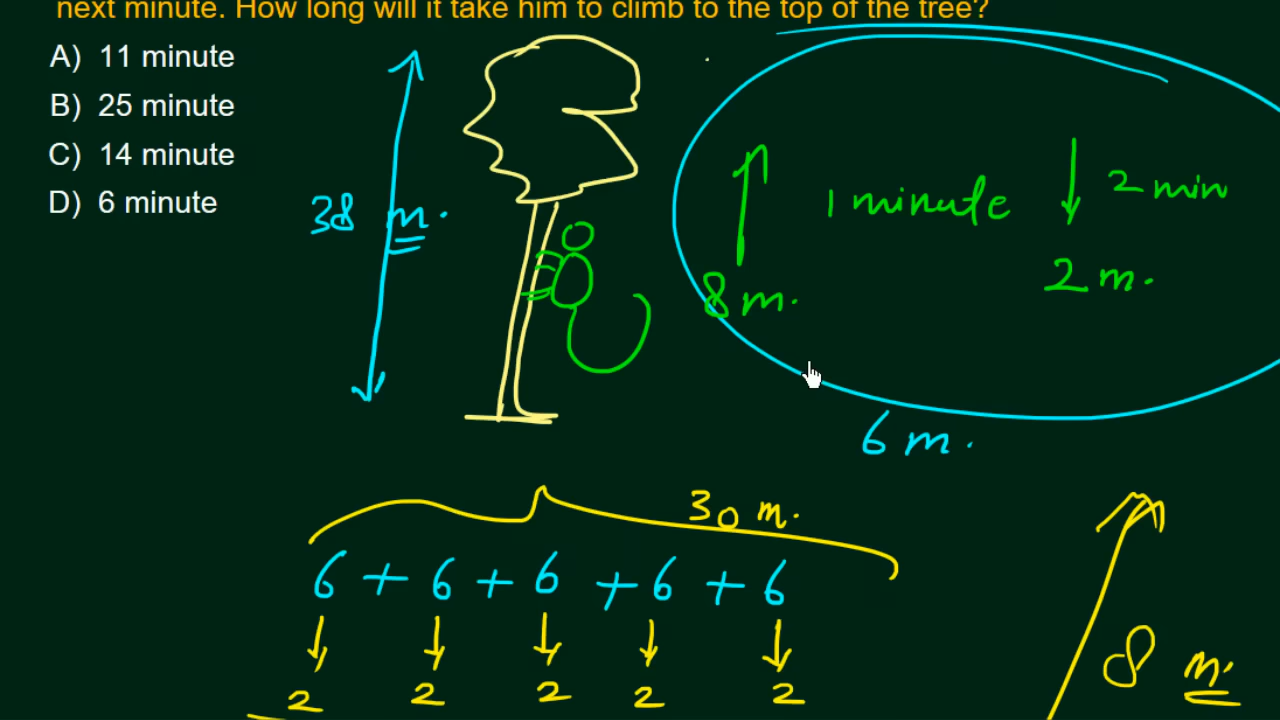 next minute. How long will it take him to climb to the top of the tree?
A) 11 minute
B) 25 minute
C) 14 minute
D) 6 minute
38 m.
1 minute
2 min
8 m.
2 m.
6 m.
30 m.
6 + 6 + 6 + 6 + 6
2 2 2 2 2
8 m.